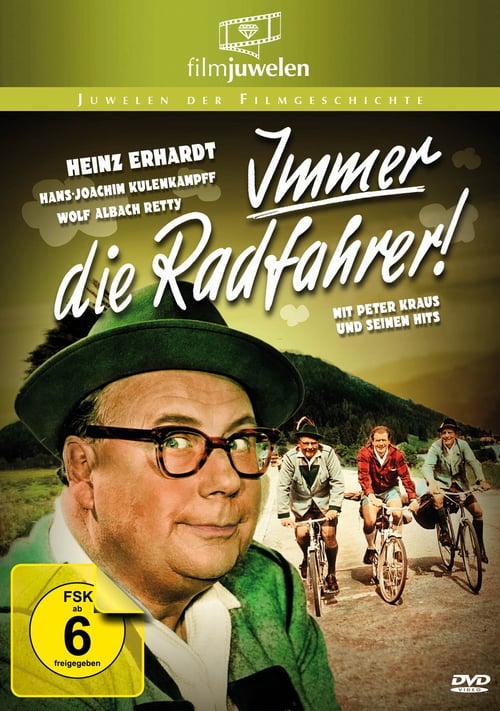 filmjuwelen
JUWELEN DER FILMGESCHICHTE
HEINZ ERHARDT
HANS-JOACHIM KULENKAMPFF
WOLF ALBACH RETTY
Immer
die Radfahrer!
MIT PETER KRAUS
UND SEINEN HITS
FSK
ab
6
freigegeben
DVD
VIDEO